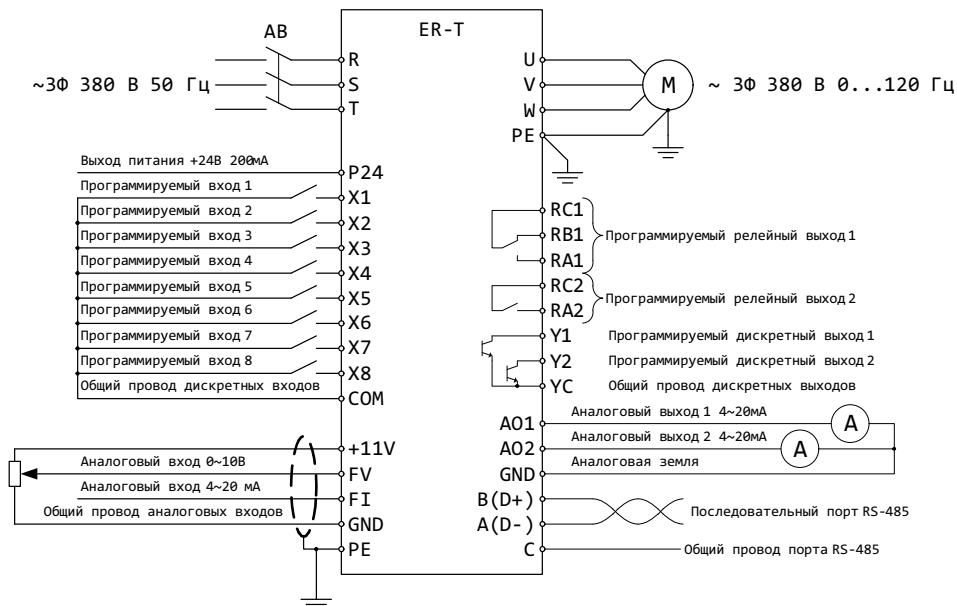 АВ
ER-T
~3Ф 380 В 50 Гц
R
S
T
U
V
W
PE
М
~ 3Ф 380 В 0...120 Гц
Выход питания +24В 200мА
P24
Программируемый вход 1
X1
Программируемый вход 2
X2
Программируемый вход 3
X3
Программируемый вход 4
X4
Программируемый вход 5
X5
Программируемый вход 6
X6
Программируемый вход 7
X7
Программируемый вход 8
X8
Общий провод дискретных входов
COM
+11V
Аналоговый вход 0~10В
FV
Аналоговый вход 4~20 мА
FI
Общий провод аналоговых входов
GND
PE
RC1
RB1
RA1
Программируемый релейный выход 1
RC2
RA2
Программируемый релейный выход 2
Y1
Программируемый дискретный выход 1
Y2
Программируемый дискретный выход 2
YC
Общий провод дискретных выходов
AO1
Аналоговый выход 1 4~20мА
А
AO2
Аналоговый выход 2 4~20мА
А
GND
Аналоговая земля
B(D+)
A(D-)
Последовательный порт RS-485
C
Общий провод порта RS-485